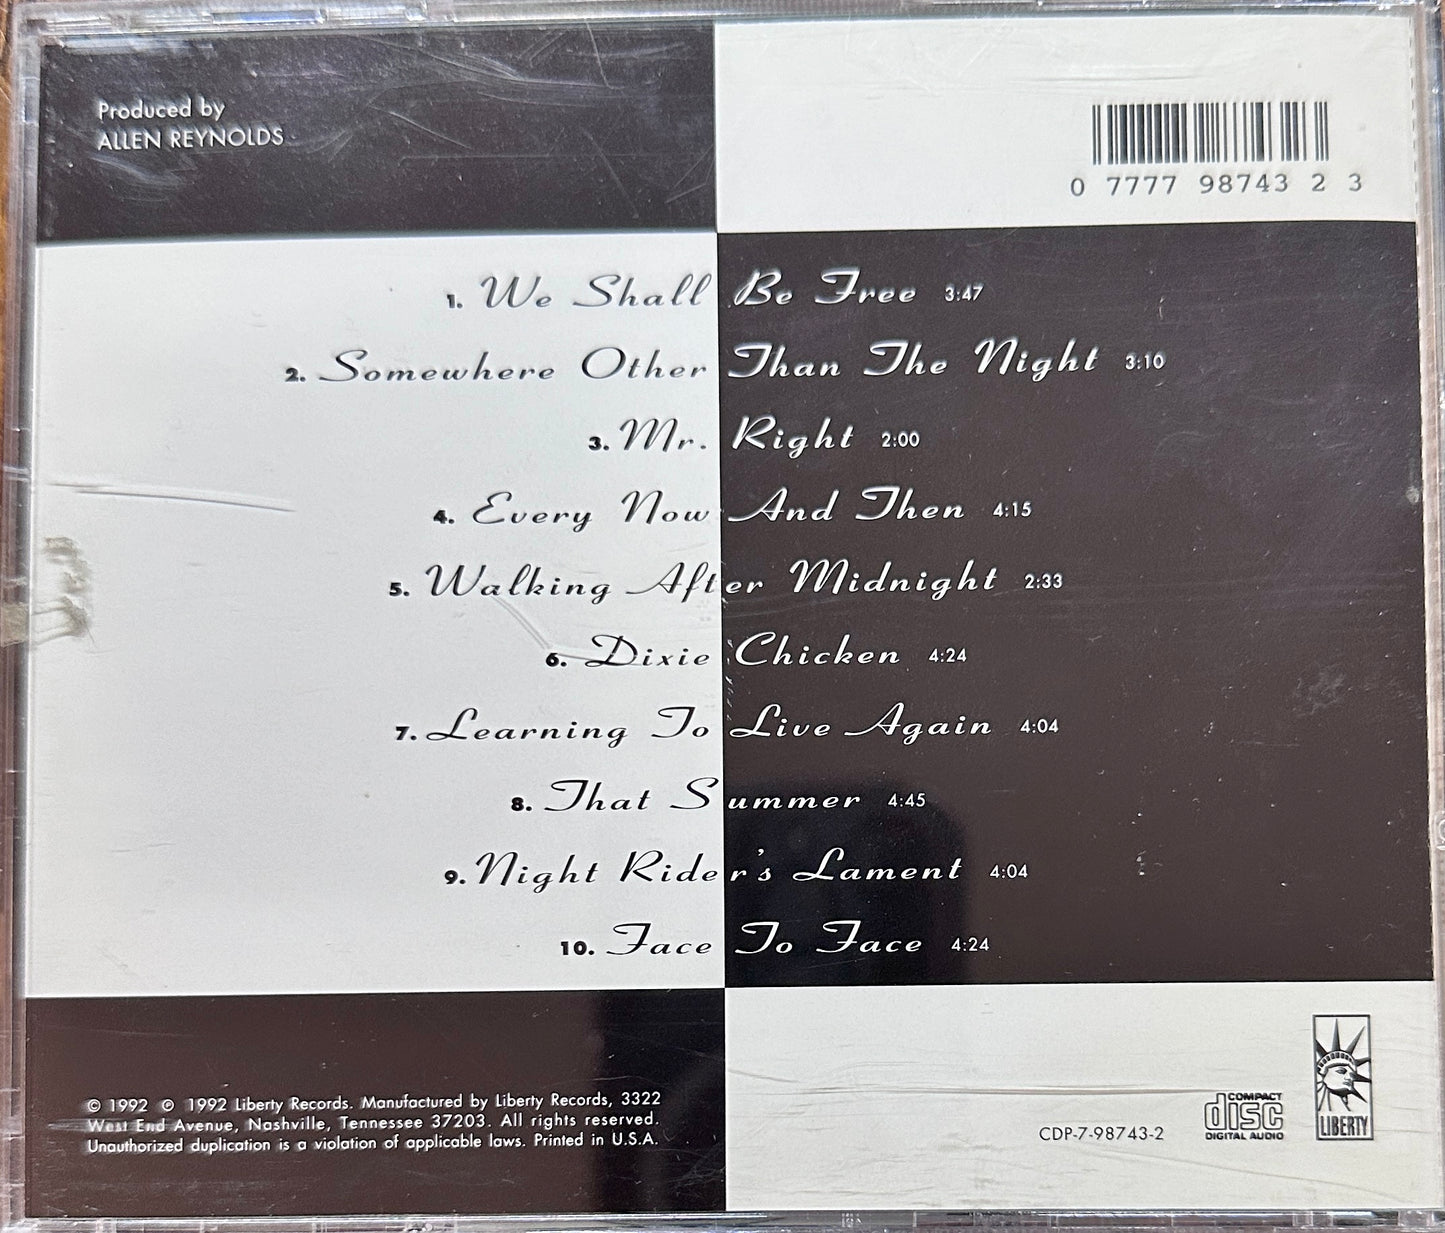 Produced by
ALLEN REYNOLDS
0 7777 98743 2 3
1. We Shall Be Free 3:47
2. Somewhere Other Than The Night 3:10
3. Mr. Right 2:00
4. Every Now And Then 4:15
5. Walking After Midnight 2:33
6. Dixie Chicken 4:24
7. Learning To Live Again 4:04
8. That Summer 4:45
9. Night Rider's Lament 4:04
10. Face To Face 4:24
© 1992 ℗ 1992 Liberty Records. Manufactured by Liberty Records, 3322
West End Avenue, Nashville, Tennessee 37203. All rights reserved.
Unauthorized duplication is a violation of applicable laws. Printed in U.S.A.
CDP-7-98743-2
COMPACT
disc
DIGITAL AUDIO
LIBERTY